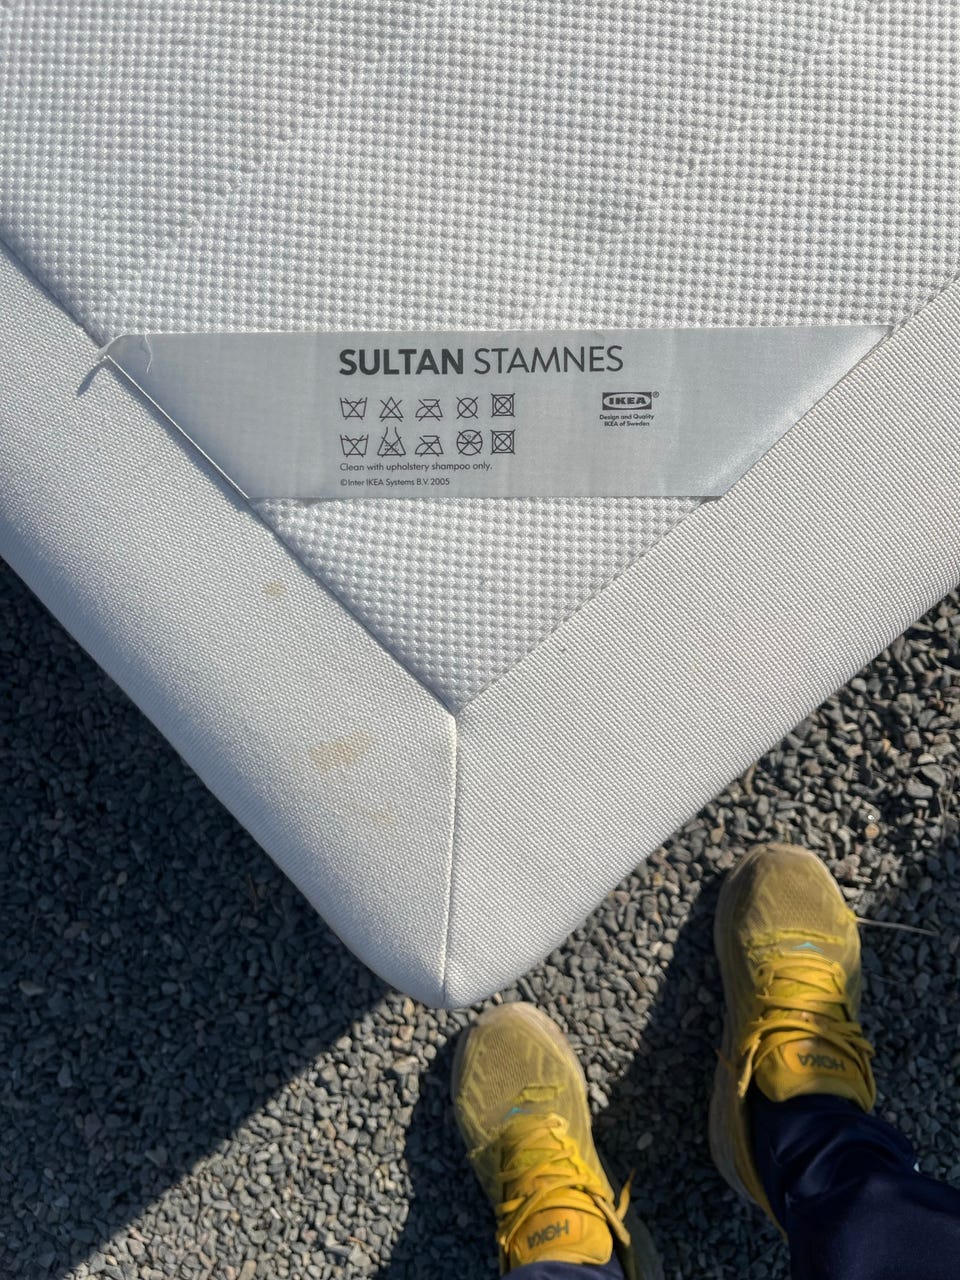 SULTAN STAMNES
IKEA®
Design and Quality
IKEA of Sweden
Clean with upholstery shampoo only.
©Inter IKEA Systems B.V. 2005
HOKA
HOKA